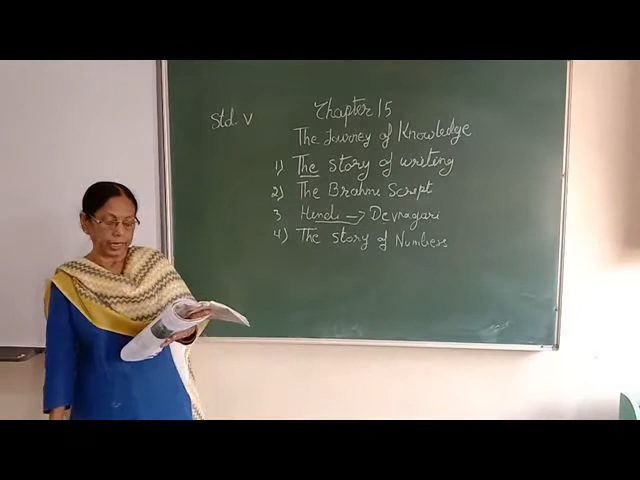 Std. V
Chapter 15
The Journey of Knowledge
1) The story of writing
2) The Brahmi Script
3 Hindi → Devnagari
4) The story of Numbers